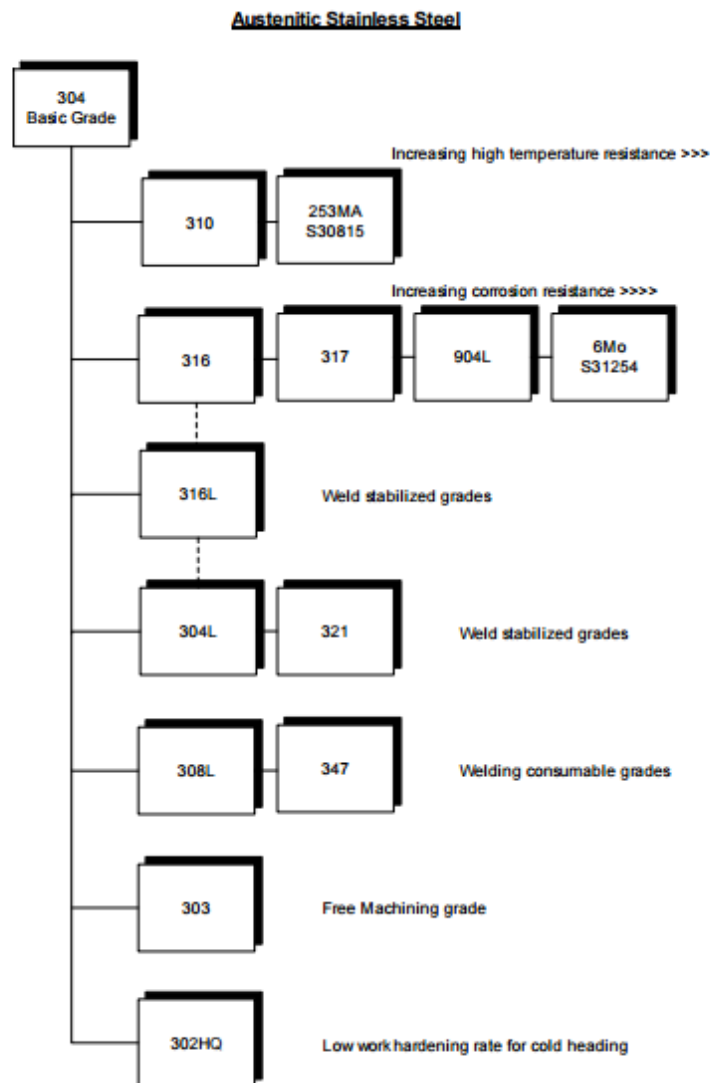 Austenitic Stainless Steel
304
Basic Grade
Increasing high temperature resistance >>>
310
253MA
S30815
Increasing corrosion resistance >>>>
316
317
904L
6Mo
S31254
316L
Weld stabilized grades
304L
321
Weld stabilized grades
308L
347
Welding consumable grades
303
Free Machining grade
302HQ
Low work hardening rate for cold heading